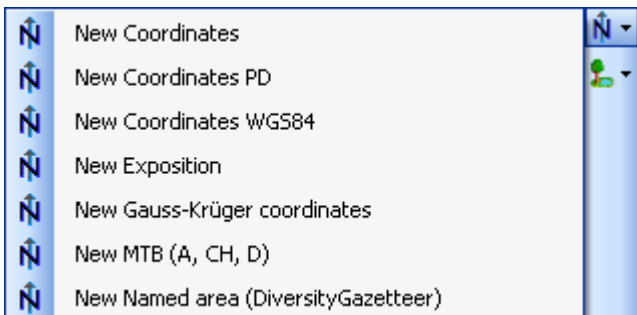 New Coordinates
New Coordinates PD
New Coordinates WGS84
New Exposition
New Gauss-Krüger coordinates
New MTB (A, CH, D)
New Named area (DiversityGazetteer)